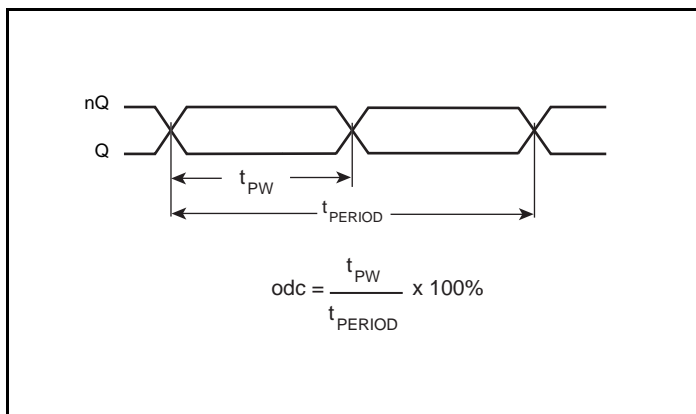 nQ
Q
tPW
tPERIOD
odc =
tPW
tPERIOD
x 100%